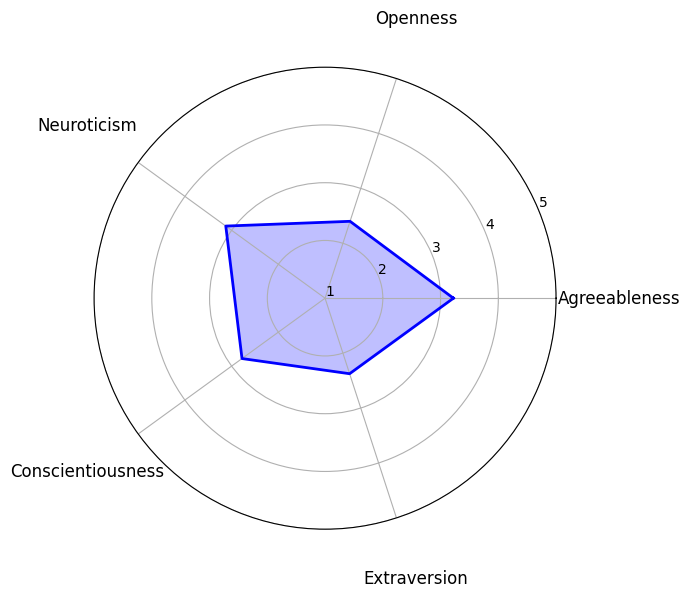 Openness
Neuroticism
5
4
3
2
1
Agreeableness
Conscientiousness
Extraversion